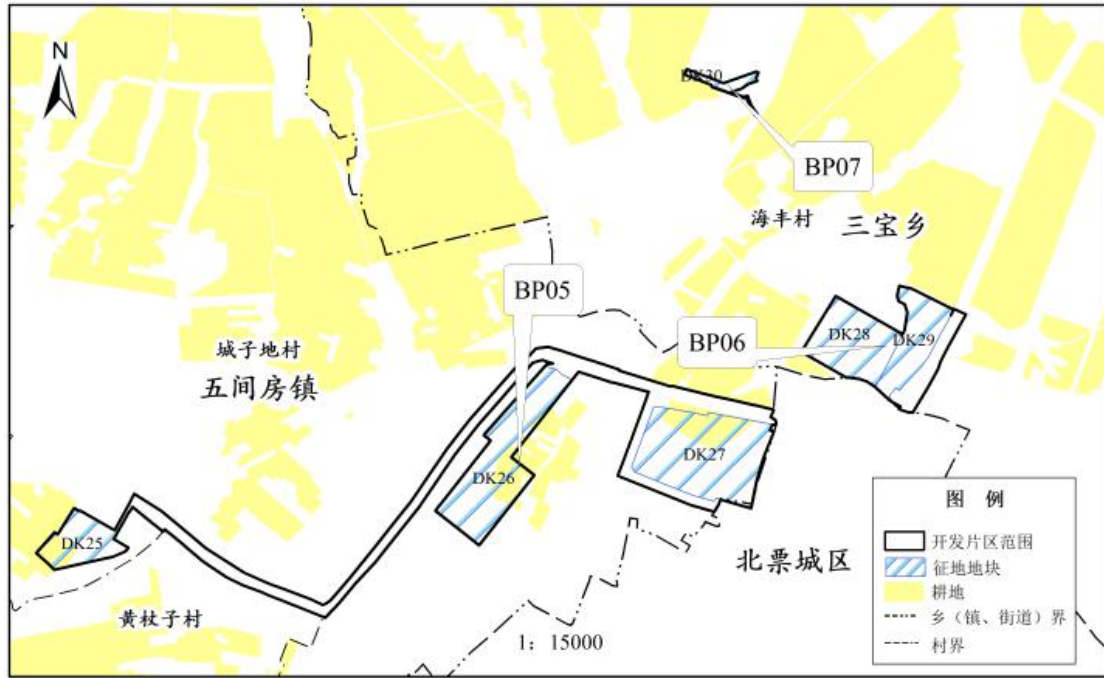 N
DK30
BP07
海丰村
三宝乡
BP05
BP06
DK28
DK29
城子地村
五间房镇
DK27
DK26
DK25
北票城区
黄杖子村
1：15000
图 例
开发片区范围
征地地块
耕地
乡（镇、街道）界
村界